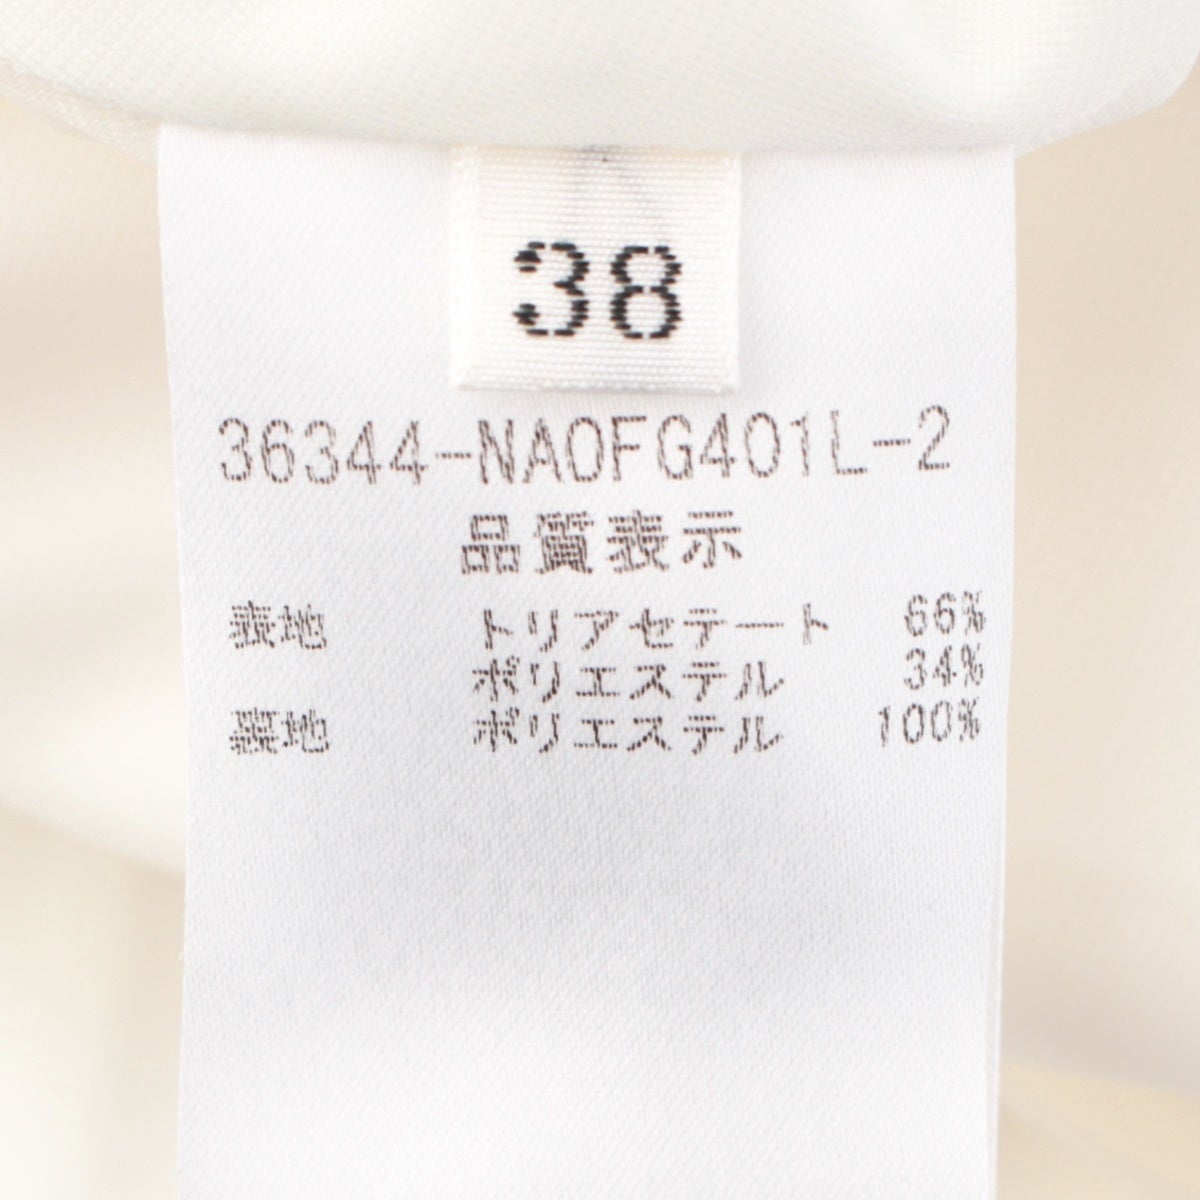 38
36344-NA0FG401L-2
品質表示
表地 トリアセテート 66%
ポリエステル 34%
裏地 ポリエステル 100%